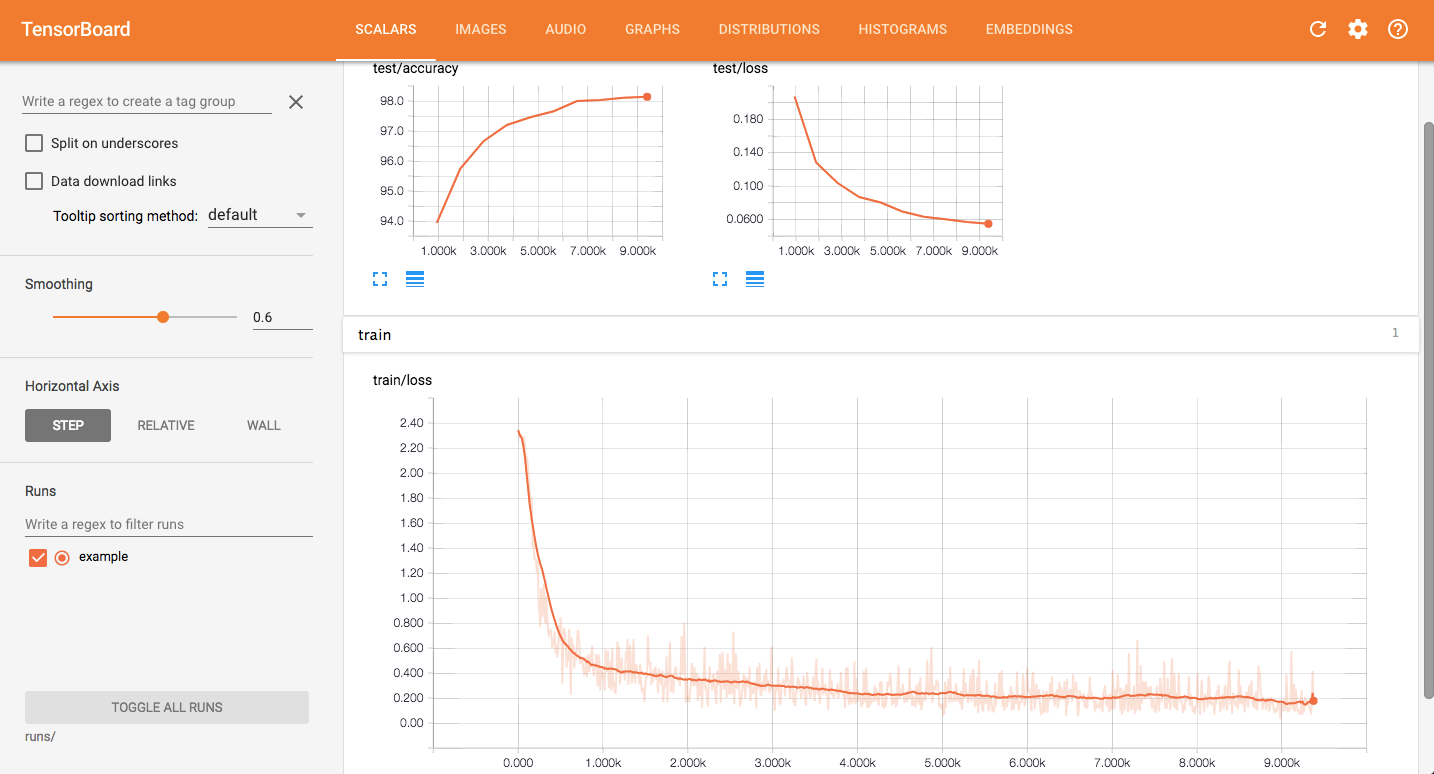 TensorBoard
SCALARS IMAGES AUDIO GRAPHS DISTRIBUTIONS HISTOGRAMS EMBEDDINGS
Write a regex to create a tag group
Split on underscores
Data download links
Tooltip sorting method: default
Smoothing
0.6
Horizontal Axis
STEP RELATIVE WALL
Runs
Write a regex to filter runs
example
TOGGLE ALL RUNS
runs/
test/accuracy
98.0
97.0
96.0
95.0
94.0
1.000k 3.000k 5.000k 7.000k 9.000k
test/loss
0.180
0.140
0.100
0.0600
1.000k 3.000k 5.000k 7.000k 9.000k
train 1
train/loss
2.40
2.20
2.00
1.80
1.60
1.40
1.20
1.00
0.800
0.600
0.400
0.200
0.00
0.000 1.000k 2.000k 3.000k 4.000k 5.000k 6.000k 7.000k 8.000k 9.000k